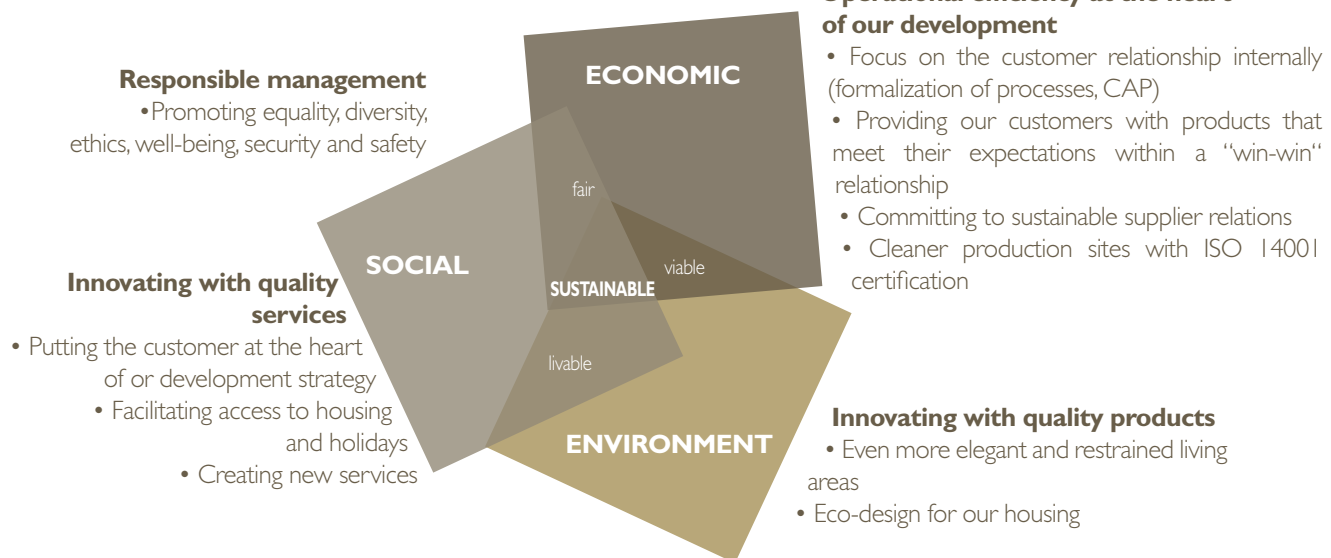 Responsible management
•Promoting equality, diversity,
ethics, well-being, security and safety
Innovating with quality
services
• Putting the customer at the heart
of or development strategy
• Facilitating access to housing
and holidays
• Creating new services
ECONOMIC
fair
SOCIAL
viable
SUSTAINABLE
livable
ENVIRONMENT
Operational efficiency at the heart
of our development
• Focus on the customer relationship internally
(formalization of processes, CAP)
• Providing our customers with products that
meet their expectations within a “win-win“
relationship
• Committing to sustainable supplier relations
• Cleaner production sites with ISO 14001
certification
Innovating with quality products
• Even more elegant and restrained living
areas
• Eco-design for our housing